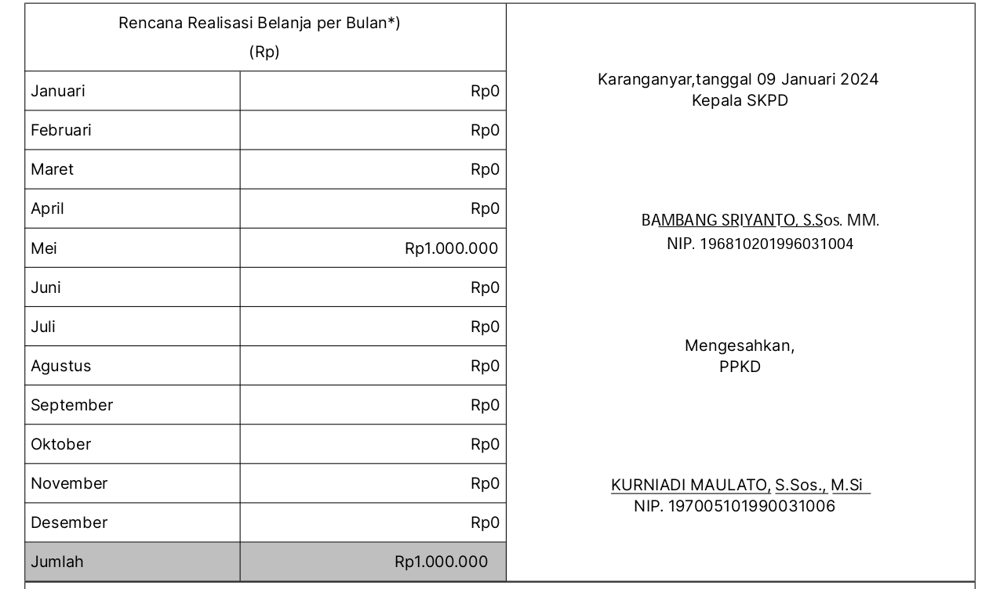 Rencana Realisasi Belanja per Bulan*)
(Rp)
Januari Rp0
Februari Rp0
Maret Rp0
April Rp0
Mei Rp1.000.000
Juni Rp0
Juli Rp0
Agustus Rp0
September Rp0
Oktober Rp0
November Rp0
Desember Rp0
Jumlah Rp1.000.000
Karanganyar,tanggal 09 Januari 2024
Kepala SKPD
BAMBANG SRIYANTO, S.Sos. MM.
NIP. 196810201996031004
Mengesahkan,
PPKD
KURNIADI MAULATO, S.Sos., M.Si
NIP. 197005101990031006